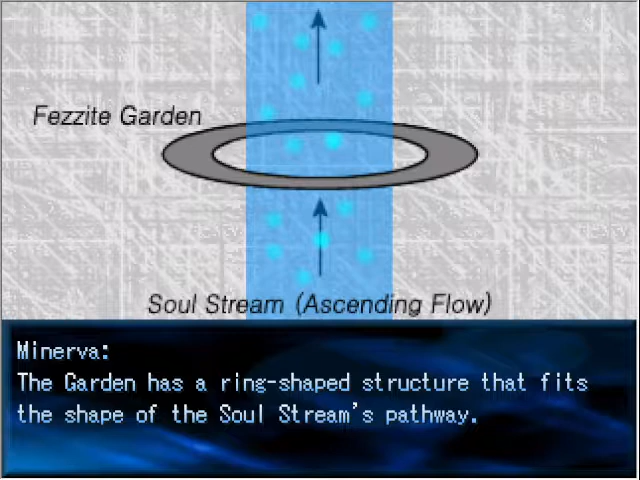 Fezzite Garden
Soul Stream (Ascending Flow)
Minerva:
The Garden has a ring-shaped structure that fits
the shape of the Soul Stream's pathway.